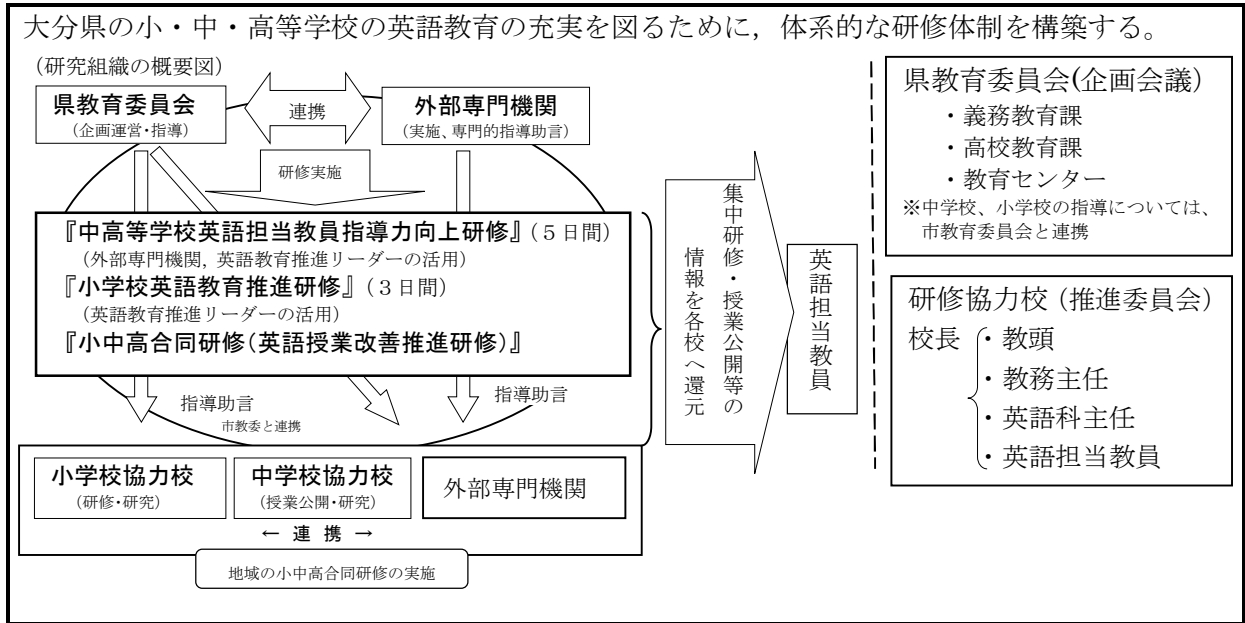 大分県の小・中・高等学校の英語教育の充実を図るために，体系的な研修体制を構築する。
（研究組織の概要図）
県教育委員会
（企画運営・指導）
連携
外部専門機関
（実施、専門的指導助言）
研修実施
『中高等学校英語担当教員指導力向上研修』（５日間）
（外部専門機関，英語教育推進リーダーの活用）
『小学校英語教育推進研修』（３日間）
（英語教育推進リーダーの活用）
『小中高合同研修（英語授業改善推進研修）』
指導助言
市教委と連携
指導助言
小学校協力校
（研修・研究）
中学校協力校
（授業公開・研究）
外部専門機関
← 連 携 →
地域の小中高合同研修の実施
集中研修・授業公開等の
情報を各校へ還元
英語担当教員
県教育委員会(企画会議)
・義務教育課
・高校教育課
・教育センター
※中学校、小学校の指導については、
市教育委員会と連携
研修協力校（推進委員会）
校長 ・教頭
・教務主任
・英語科主任
・英語担当教員